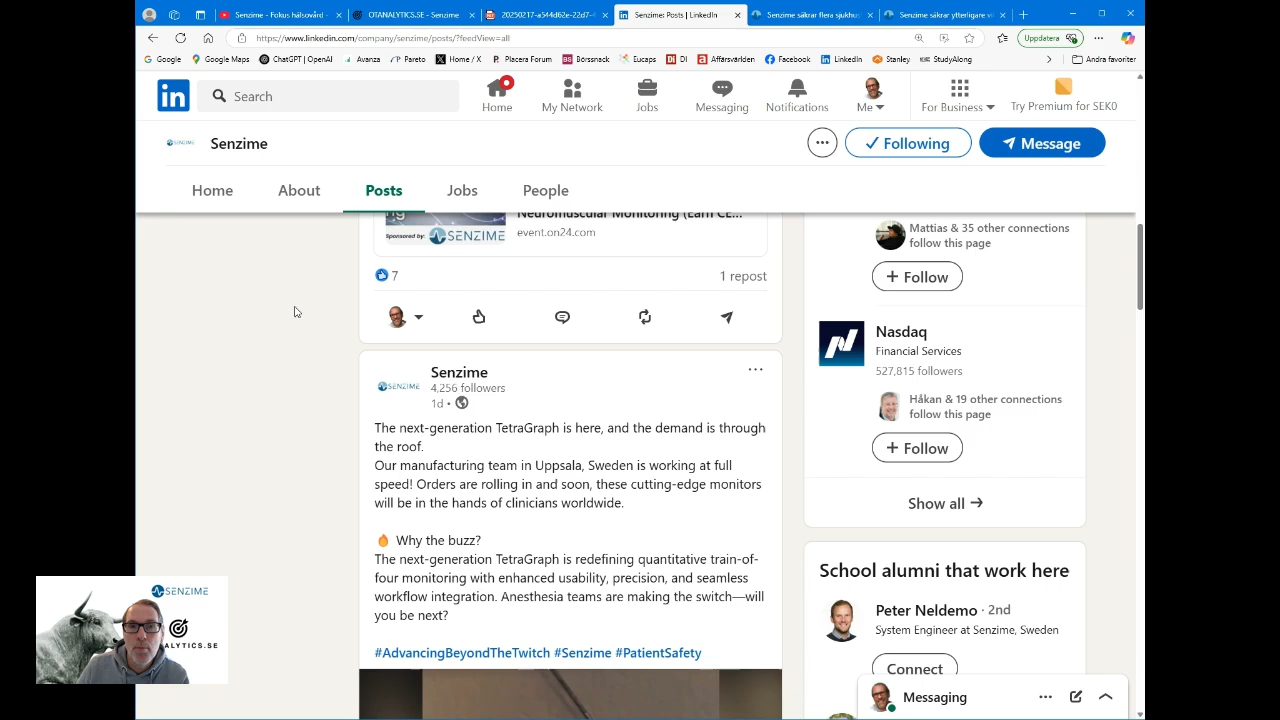 Senzime - Fokus hälsovård
OTANALYTICS.SE - Senzime
20250217-a544d62e-22d7-4
Senzime: Posts | LinkedIn
Senzime säkrar flera sjukhus
Senzime säkrar ytterligare vi
https://www.linkedin.com/company/senzime/posts/?feedView=all
Uppdatera
Google
Google Maps
ChatGPT | OpenAI
Avanza
Pareto
Home / X
Placera Forum
Börssnack
Eucaps
DI
Affärsvärlden
Facebook
LinkedIn
Stanley
StudyAlong
Andra favoriter
in
Search
Home
My Network
Jobs
Messaging
Notifications
Me
For Business
Try Premium for SEK0
Senzime
Following
Message
Home
About
Posts
Jobs
People
Neuromuscular Monitoring (Earn CE...
Sponsored by: SENZIME
event.on24.com
7
1 repost
Mattias & 35 other connections
follow this page
+ Follow
Nasdaq
Financial Services
527,815 followers
Håkan & 19 other connections
follow this page
+ Follow
Show all →
SENZIME
Senzime
4,256 followers
1d •
The next-generation TetraGraph is here, and the demand is through
the roof.
Our manufacturing team in Uppsala, Sweden is working at full
speed! Orders are rolling in and soon, these cutting-edge monitors
will be in the hands of clinicians worldwide.
🔥 Why the buzz?
The next-generation TetraGraph is redefining quantitative train-of-
four monitoring with enhanced usability, precision, and seamless
workflow integration. Anesthesia teams are making the switch—will
you be next?
#AdvancingBeyondTheTwitch #Senzime #PatientSafety
School alumni that work here
Peter Neldemo · 2nd
System Engineer at Senzime, Sweden
Connect
Messaging
SENZIME
ALYTICS.SE